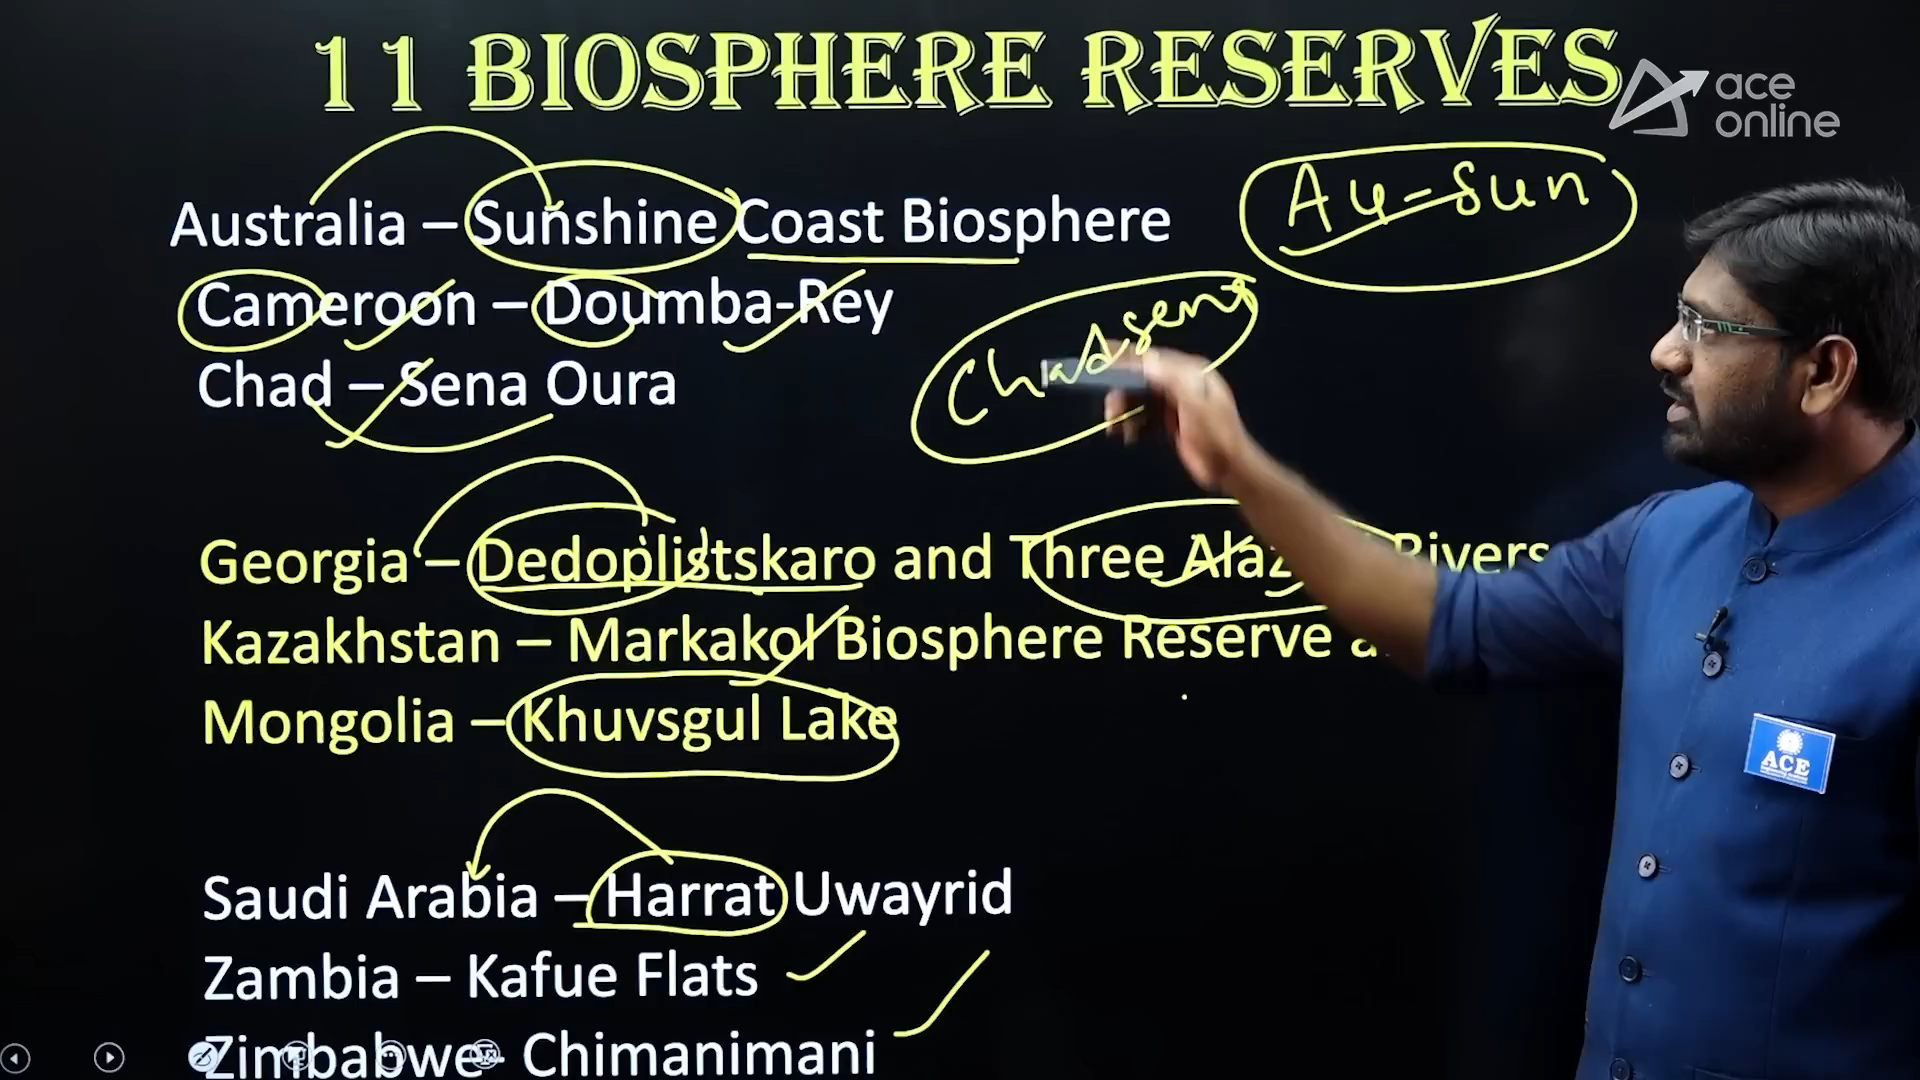 11 BIOSPHERE RESERVES
ace
online
Australia – Sunshine Coast Biosphere
Au-Sun
Cameroon – Doumba-Rey
Chad – Sena Oura
Georgia – Dedoplistskaro and Three Rivers
Kazakhstan – Markakol Biosphere Reserve
Mongolia – Khuvsgul Lake
ACE
Saudi Arabia – Harrat Uwayrid
Zambia – Kafue Flats
Zimbabwe- Chimanimani